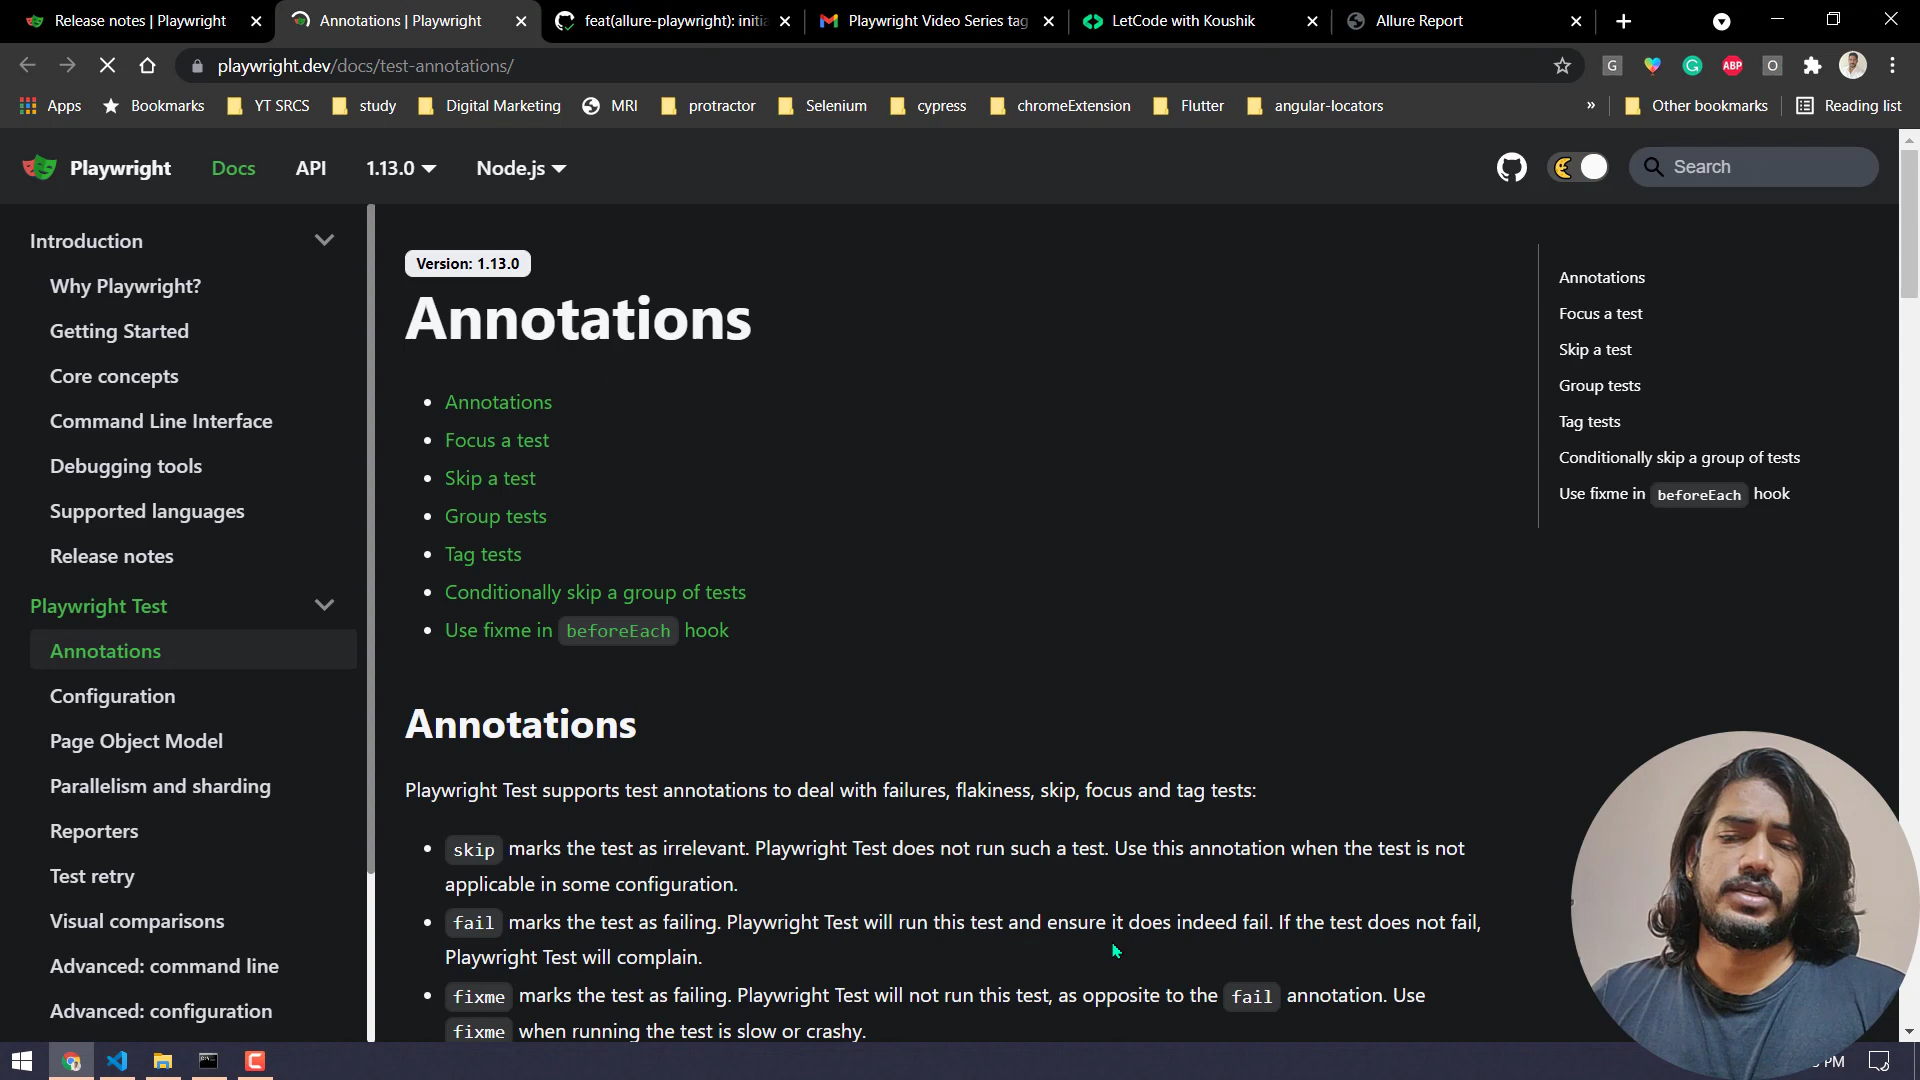 Release notes | Playwright
Annotations | Playwright
feat(allure-playwright): initia
Playwright Video Series tag
LetCode with Koushik
Allure Report
playwright.dev/docs/test-annotations/
G
G
ABP
O
Apps
Bookmarks
YT SRCS
study
Digital Marketing
MRI
protractor
Selenium
cypress
chromeExtension
Flutter
angular-locators
»
Other bookmarks
Reading list
Playwright
Docs
API
1.13.0
Node.js
Search
Introduction
Why Playwright?
Getting Started
Core concepts
Command Line Interface
Debugging tools
Supported languages
Release notes
Playwright Test
Annotations
Configuration
Page Object Model
Parallelism and sharding
Reporters
Test retry
Visual comparisons
Advanced: command line
Advanced: configuration
Version: 1.13.0
Annotations
Annotations
Focus a test
Skip a test
Group tests
Tag tests
Conditionally skip a group of tests
Use fixme in beforeEach hook
Annotations
Playwright Test supports test annotations to deal with failures, flakiness, skip, focus and tag tests:
skip marks the test as irrelevant. Playwright Test does not run such a test. Use this annotation when the test is not
applicable in some configuration.
fail marks the test as failing. Playwright Test will run this test and ensure it does indeed fail. If the test does not fail,
Playwright Test will complain.
fixme marks the test as failing. Playwright Test will not run this test, as opposed to the fail annotation. Use
fixme when running the test is slow or crashy.
Annotations
Focus a test
Skip a test
Group tests
Tag tests
Conditionally skip a group of tests
Use fixme in beforeEach hook
PM